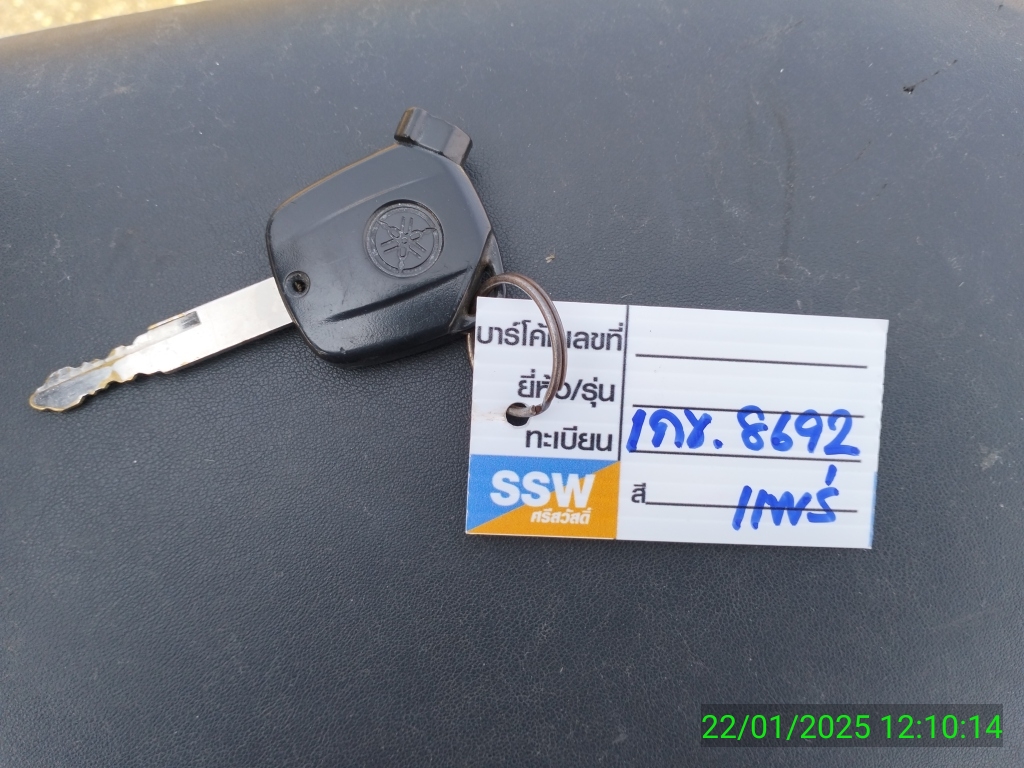 บาร์โค้ด เลขที่
ยี่ห้อ/รุ่น
ทะเบียน 1กข. 8692
SSW
ศรีสวัสดิ์
สี แพร่
22/01/2025 12:10:14